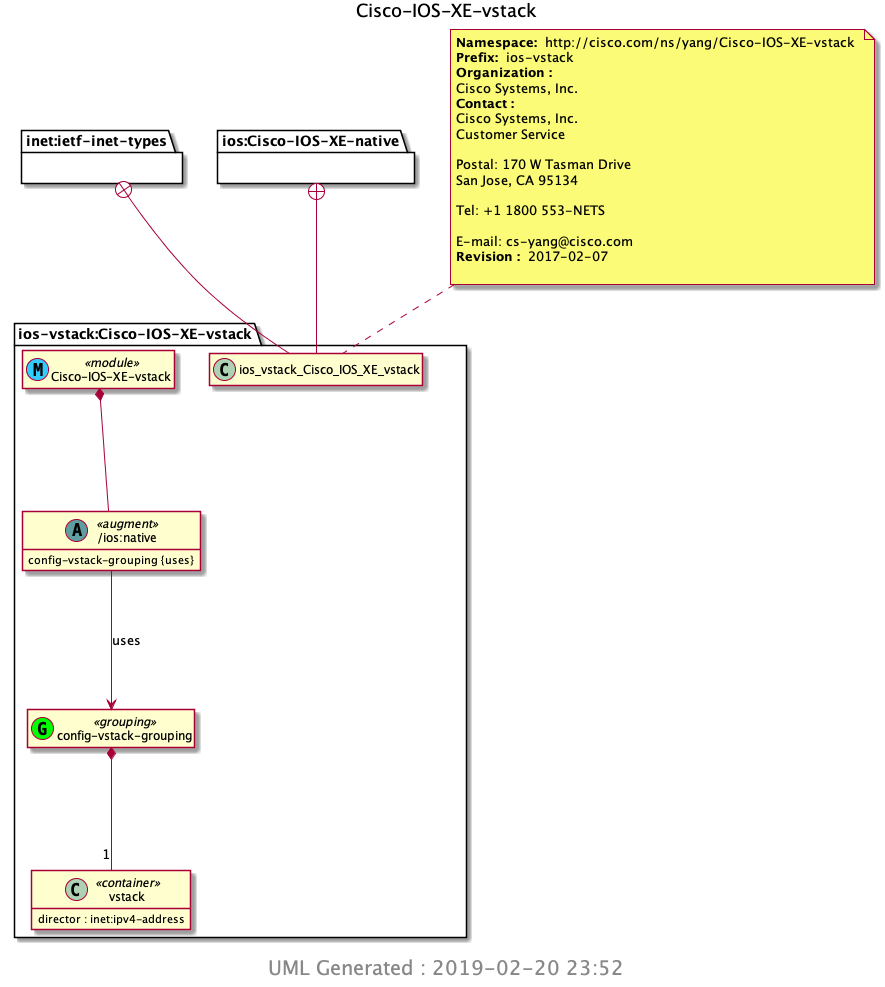 Cisco-IOS-XE-vstack
Namespace: http://cisco.com/ns/yang/Cisco-IOS-XE-vstack
Prefix: ios-vstack
Organization :
Cisco Systems, Inc.
Contact :
Cisco Systems, Inc.
Customer Service
Postal: 170 W Tasman Drive
San Jose, CA 95134
Tel: +1 1800 553-NETS
E-mail: cs-yang@cisco.com
Revision : 2017-02-07
inet:ietf-inet-types
ios:Cisco-IOS-XE-native
ios-vstack:Cisco-IOS-XE-vstack
M
«module»
Cisco-IOS-XE-vstack
C ios_vstack_Cisco_IOS_XE_vstack
A
«augment»
/ios:native
config-vstack-grouping {uses}
uses
G
«grouping»
config-vstack-grouping
1
C
«container»
vstack
director : inet:ipv4-address
UML Generated : 2019-02-20 23:52